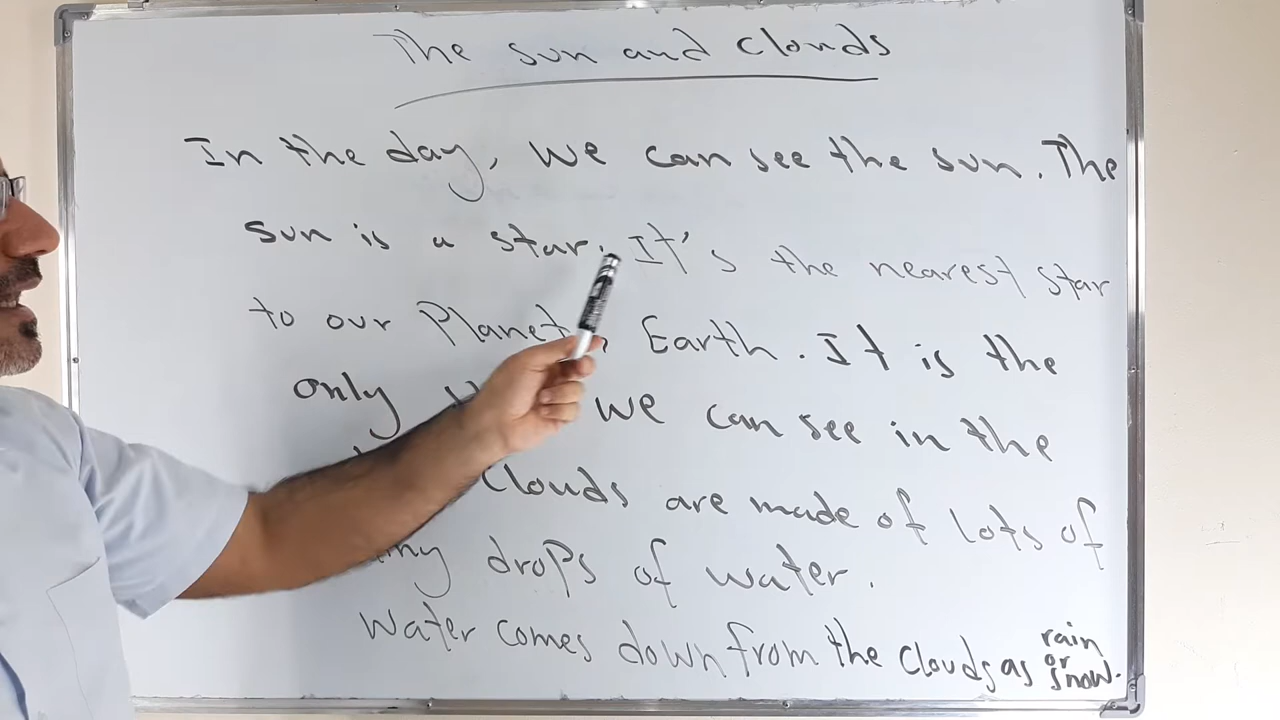 The sun and clouds
In the day, we can see the sun. The
sun is a star. It's the nearest star
to our Planet, Earth. It is the
only we can see in the
Clouds are made of lots of
drops of water.
Water comes down from the clouds as rain or snow.